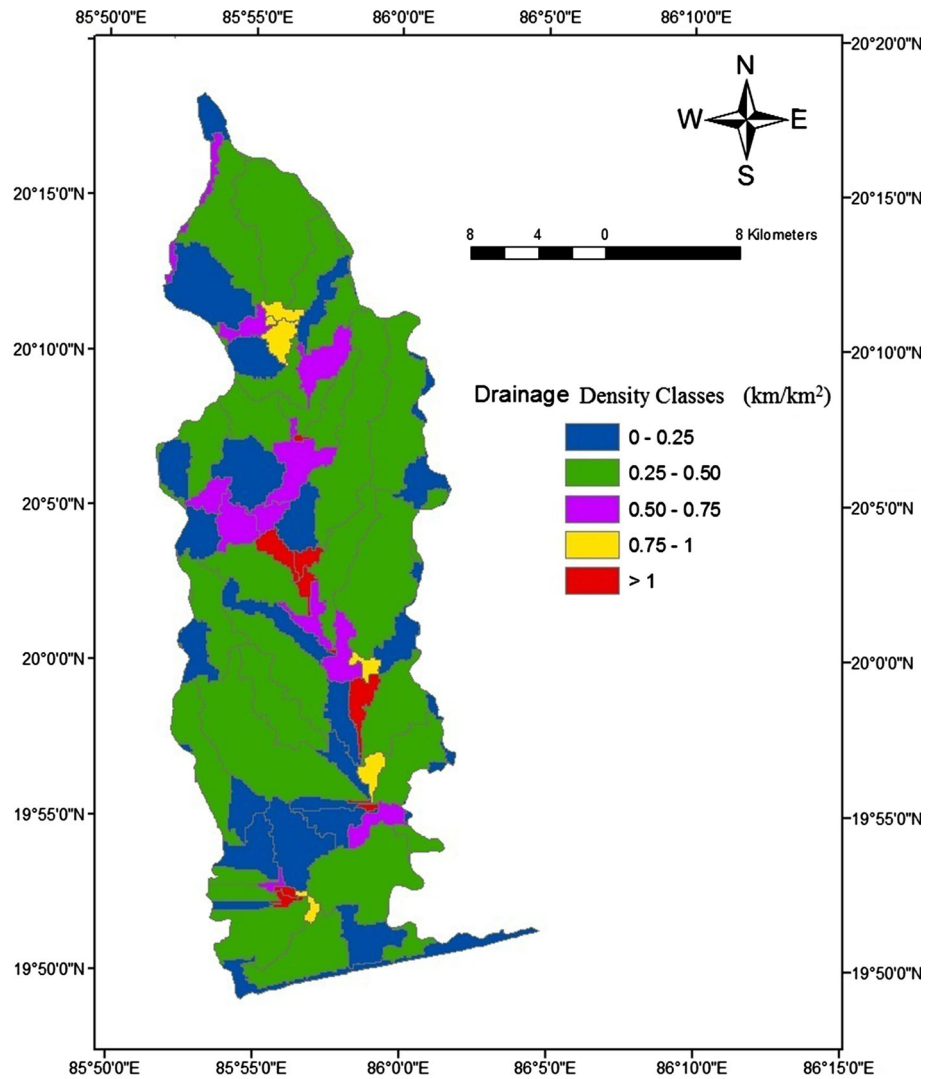 85°50'0"E 85°55'0"E 86°0'0"E 86°5'0"E 86°10'0"E
20°20'0"N
N
W E
S
20°15'0"N 20°15'0"N
8 4 0 8 Kilometers
20°10'0"N 20°10'0"N
Drainage Density Classes (km/km²)
0 - 0.25
0.25 - 0.50
20°5'0"N 0.50 - 0.75 20°5'0"N
0.75 - 1
> 1
20°0'0"N 20°0'0"N
19°55'0"N 19°55'0"N
19°50'0"N 19°50'0"N
85°50'0"E 85°55'0"E 86°0'0"E 86°5'0"E 86°10'0"E 86°15'0"E